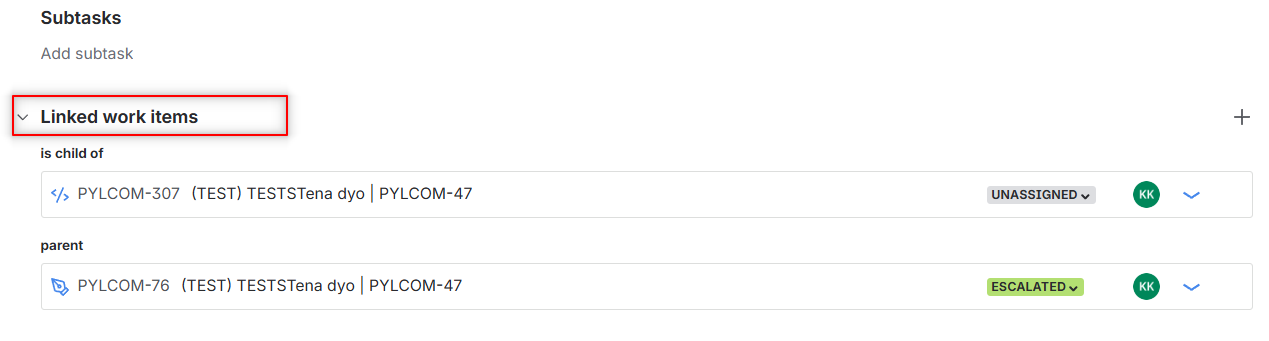 Subtasks
Add subtask
Linked work items
is child of
PYLCOM-307 (TEST) TESTSTena dyo | PYLCOM-47 UNASSIGNED KK
parent
PYLCOM-76 (TEST) TESTSTena dyo | PYLCOM-47 ESCALATED KK